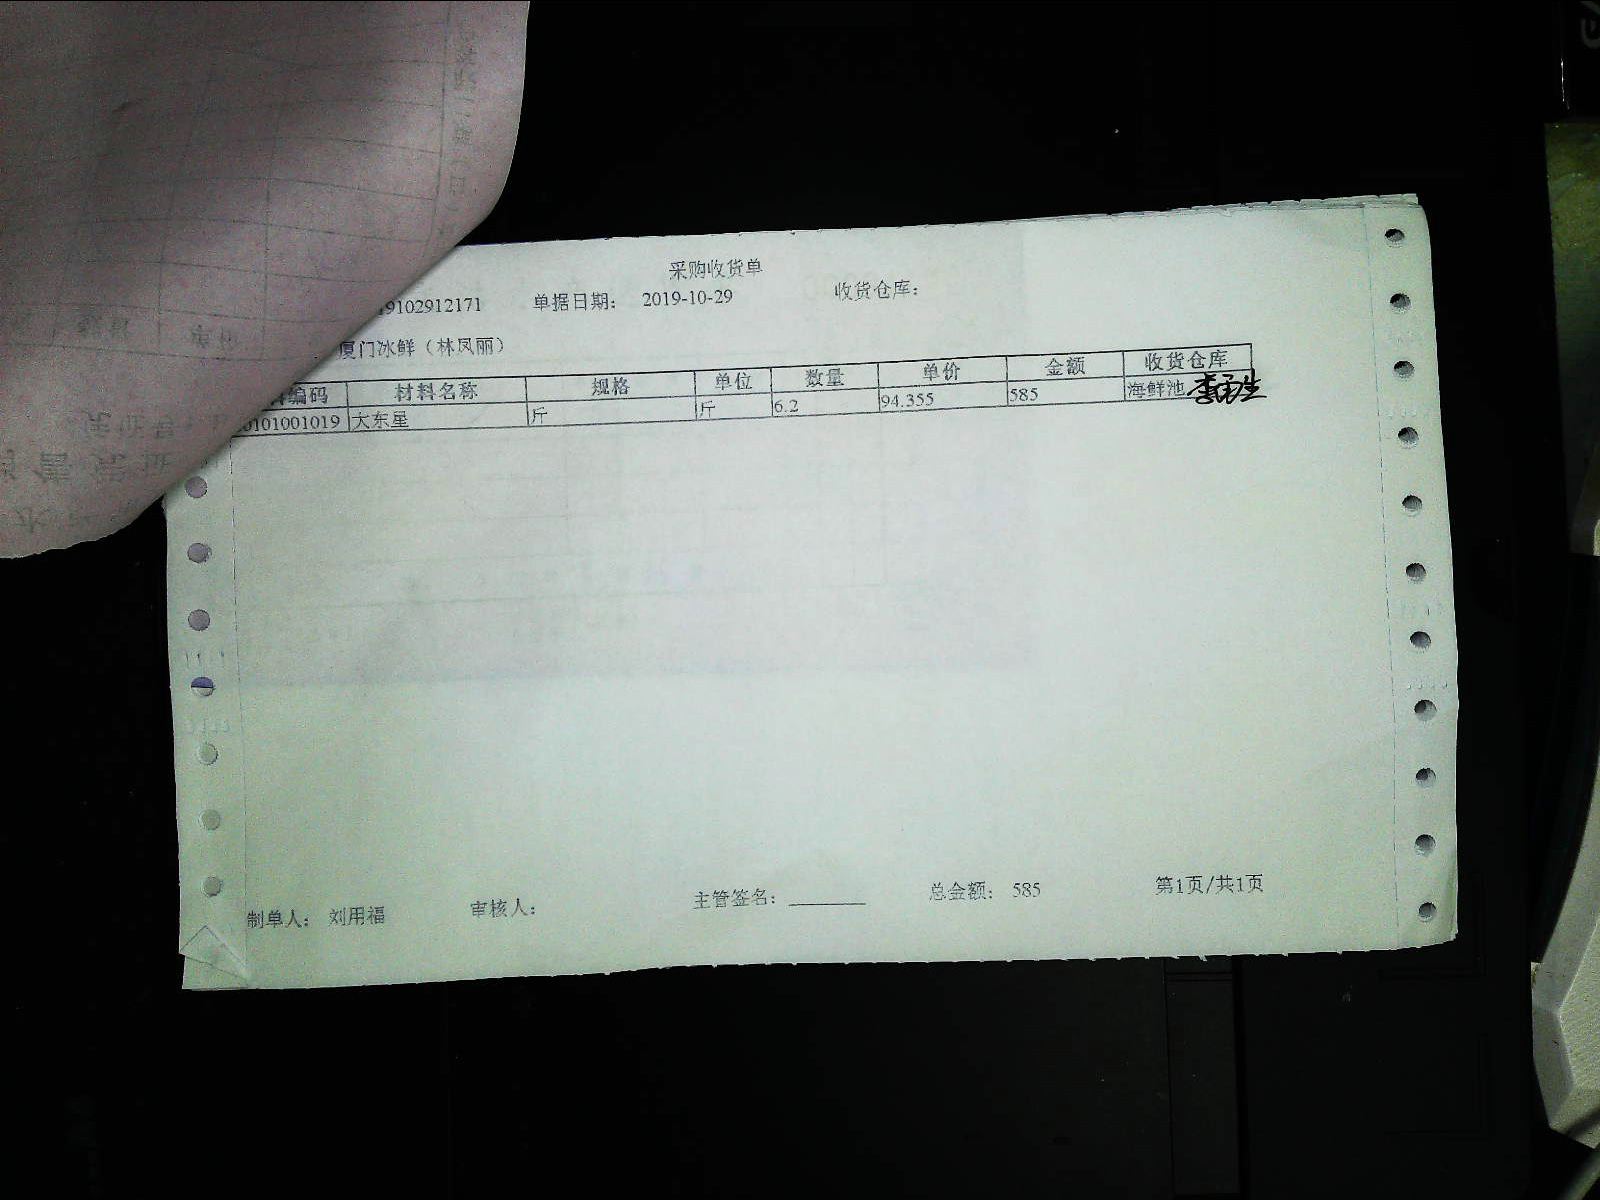 采购收货单
9102912171 单据日期: 2019-10-29 收货仓库:
厦门冰鲜(林凤丽)
编码 材料名称 规格 单位 数量 单价 金额 收货仓库
0101001019 大东星 斤 斤 6.2 94.355 585 海鲜池
制单人: 刘用福 审核人: 主管签名: 总金额: 585 第1页/共1页